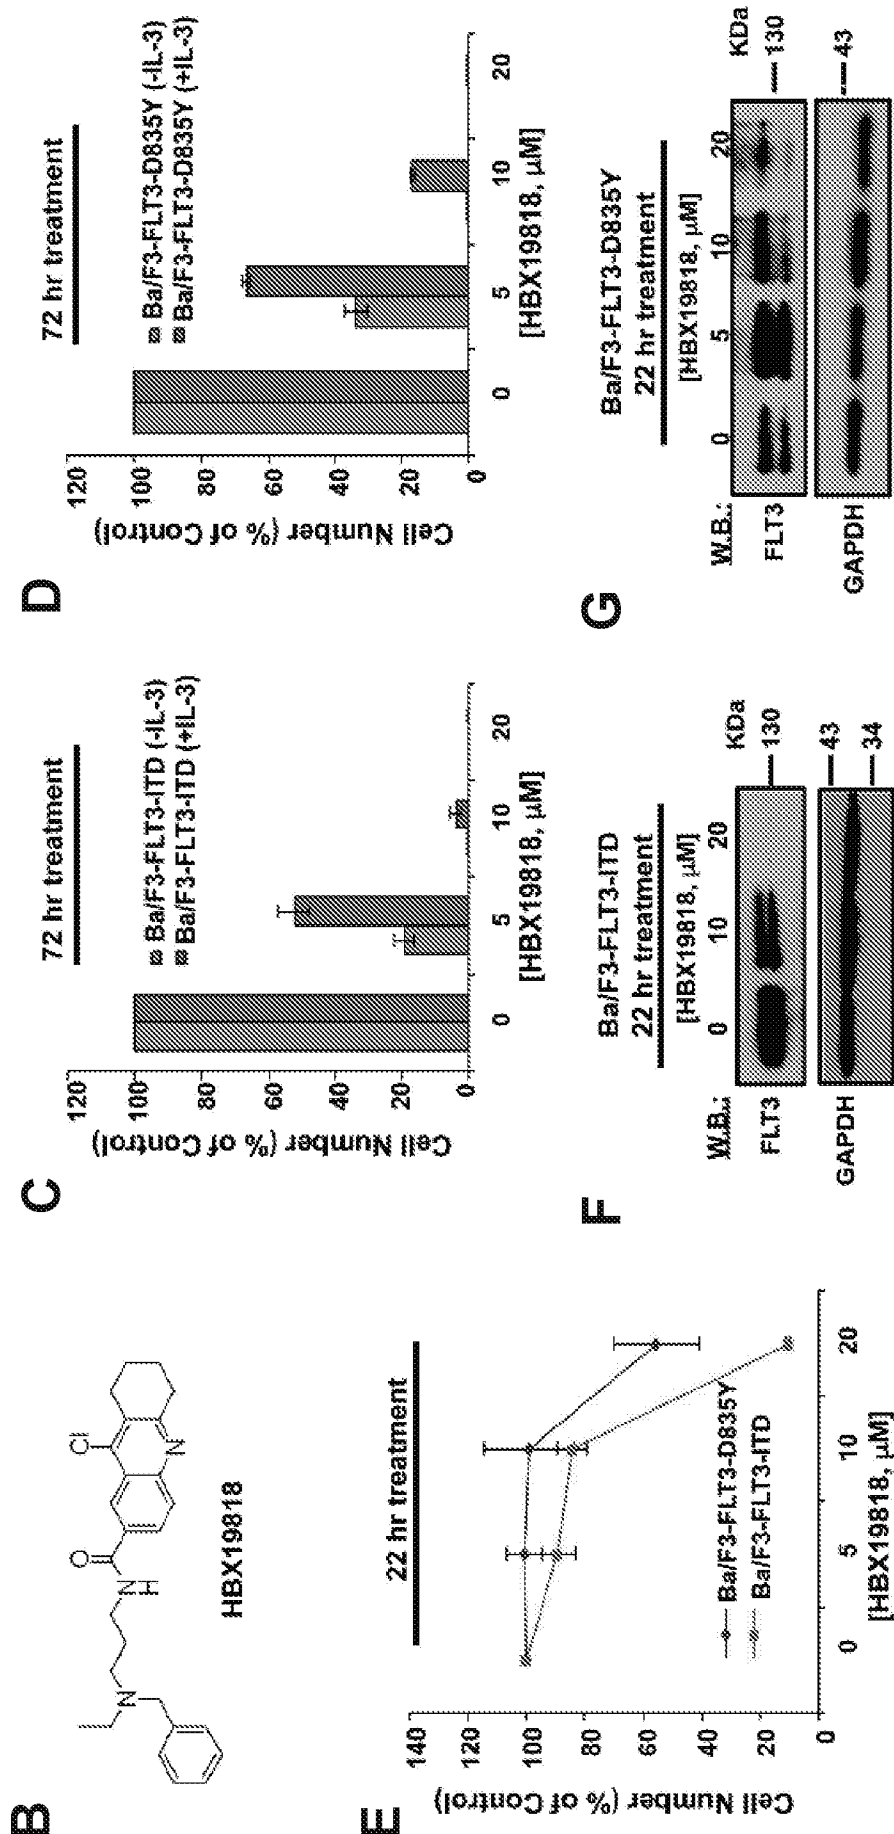 B
Cl
N
O
N
H
N
HBX19818
C
72 hr treatment
Ba/F3-FLT3-ITD (-IL-3)
Ba/F3-FLT3-ITD (+IL-3)
Cell Number (% of Control)
120
100
80
60
40
20
0
0 5 10 20
[HBX19818, μM]
D
72 hr treatment
Ba/F3-FLT3-D835Y (-IL-3)
Ba/F3-FLT3-D835Y (+IL-3)
Cell Number (% of Control)
120
100
80
60
40
20
0
0 5 10 20
[HBX19818, μM]
E
22 hr treatment
Cell Number (% of Control)
140
120
100
80
60
40
20
0
Ba/F3-FLT3-D835Y
Ba/F3-FLT3-ITD
0 5 10 20
[HBX19818, μM]
F
Ba/F3-FLT3-ITD
22 hr treatment
[HBX19818, μM]
W.B.: 0 10 20 KDa
FLT3 130
GAPDH 43
34
G
Ba/F3-FLT3-D835Y
22 hr treatment
[HBX19818, μM]
W.B.: 0 5 10 20 KDa
FLT3 130
GAPDH 43